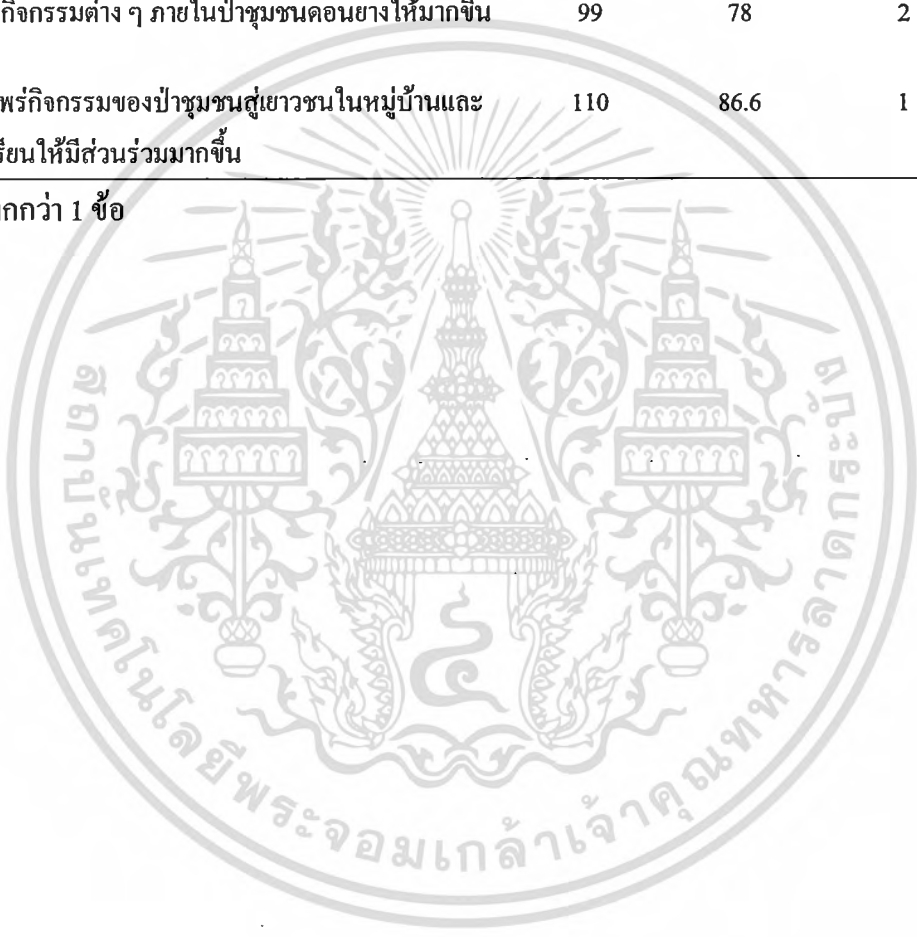 กิจกรรมต่าง ๆ ภายในป่าชุมชนดอนยางให้มากขึ้น 99 78 2
พร่กิจกรรมของป่าชุมชนสู่เยาวชนในหมู่บ้านและ 110 86.6 1
รียนให้มีส่วนร่วมมากขึ้น
กกว่า 1 ข้อ
สถาบันเทคโนโลยีพระจอมเกล้าเจ้าคุณทหารลาดกระบัง